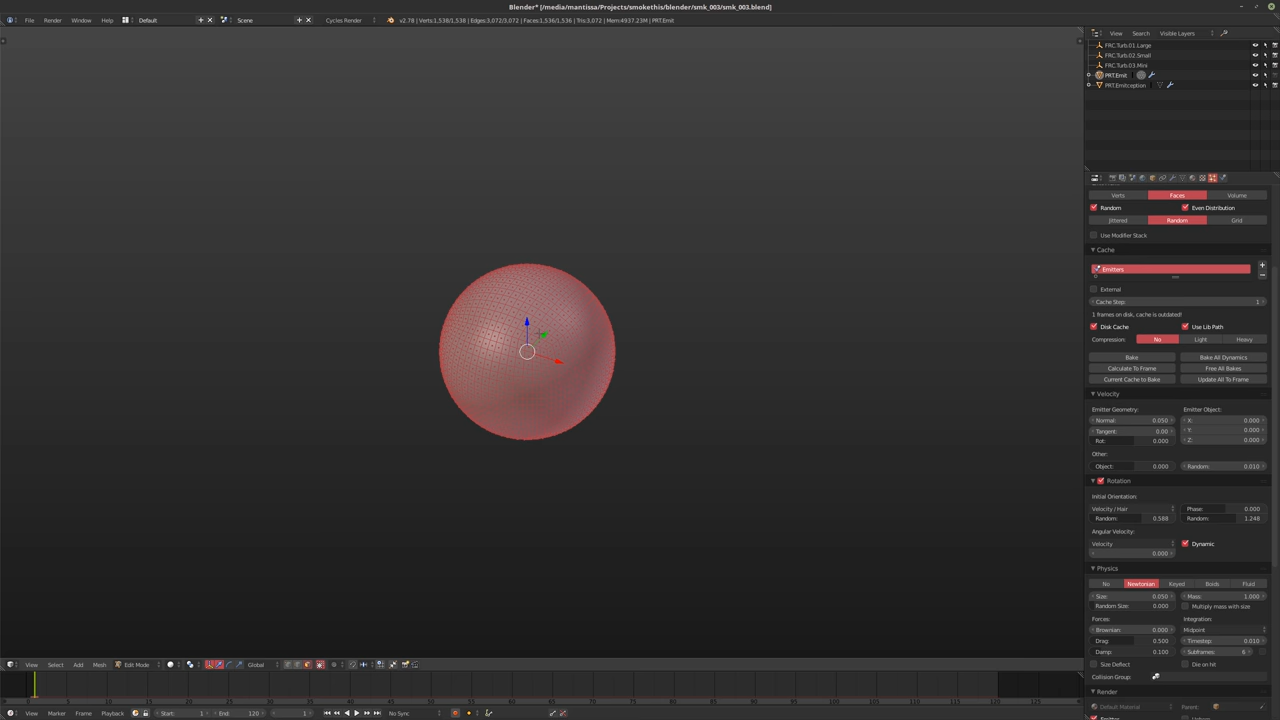 Blender* [/media/mantissa/Projects/smokethis/blender/smk_003/smk_003.blend]
File Render Window Help Default Scene Cycles Render v2.78 | Verts:1,538/1,538 | Edges:3,072/3,072 | Faces:1,536/1,536 | Tris:3,072 | Mem:4937.23M | PRT.Emit
View Search Visible Layers
FRC.Turb.01.Large
FRC.Turb.02.Small
FRC.Turb.03.Mini
PRT.Emit
PRT.Emitception
Verts Faces Volume
Random Even Distribution
Jittered Random Grid
Use Modifier Stack
Cache
Emitters
External
Cache Step: 1
1 frames on disk, cache is outdated!
Disk Cache Use Lib Path
Compression: No Light Heavy
Bake Bake All Dynamics
Calculate To Frame Free All Bakes
Current Cache to Bake Update All To Frame
Velocity
Emitter Geometry: Emitter Object:
Normal: 0.050 X: 0.000
Tangent: 0.00 Y: 0.000
Rot: 0.000 Z: 0.000
Other:
Object: 0.000 Random: 0.010
Rotation
Initial Orientation:
Velocity / Hair Phase: 0.000
Random: 0.588 Random: 1.248
Angular Velocity:
Velocity Dynamic
0.000
Physics
No Newtonian Keyed Boids Fluid
Size: 0.050 Mass: 1.000
Random Size: 0.000 Multiply mass with size
Forces: Integration:
Brownian: 0.000 Midpoint
Drag: 0.500 Timestep: 0.010
Damp: 0.100 Subframes: 6
Size Deflect Die on hit
Collision Group:
Render
Default Material Parent:
View Select Add Mesh Edit Mode Global
View Marker Frame Playback Start: 1 End: 120 1 No Sync